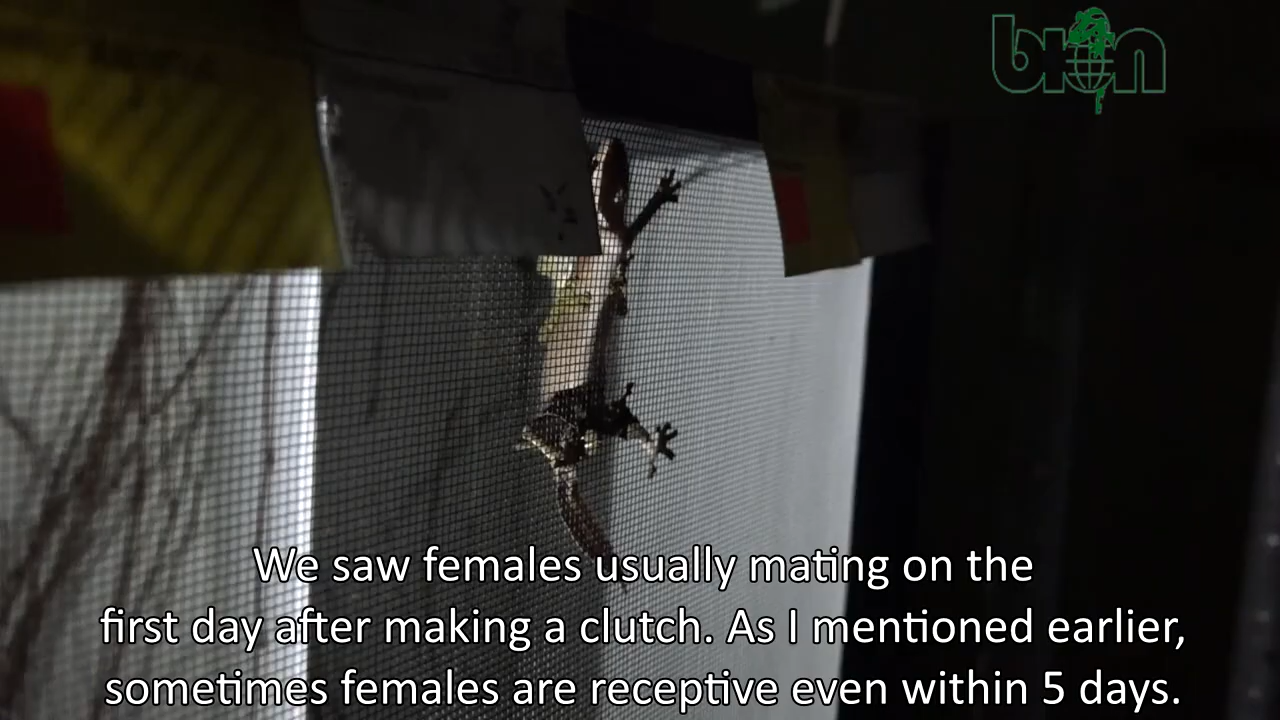 bion
We saw females usually mating on the
first day after making a clutch. As I mentioned earlier,
sometimes females are receptive even within 5 days.